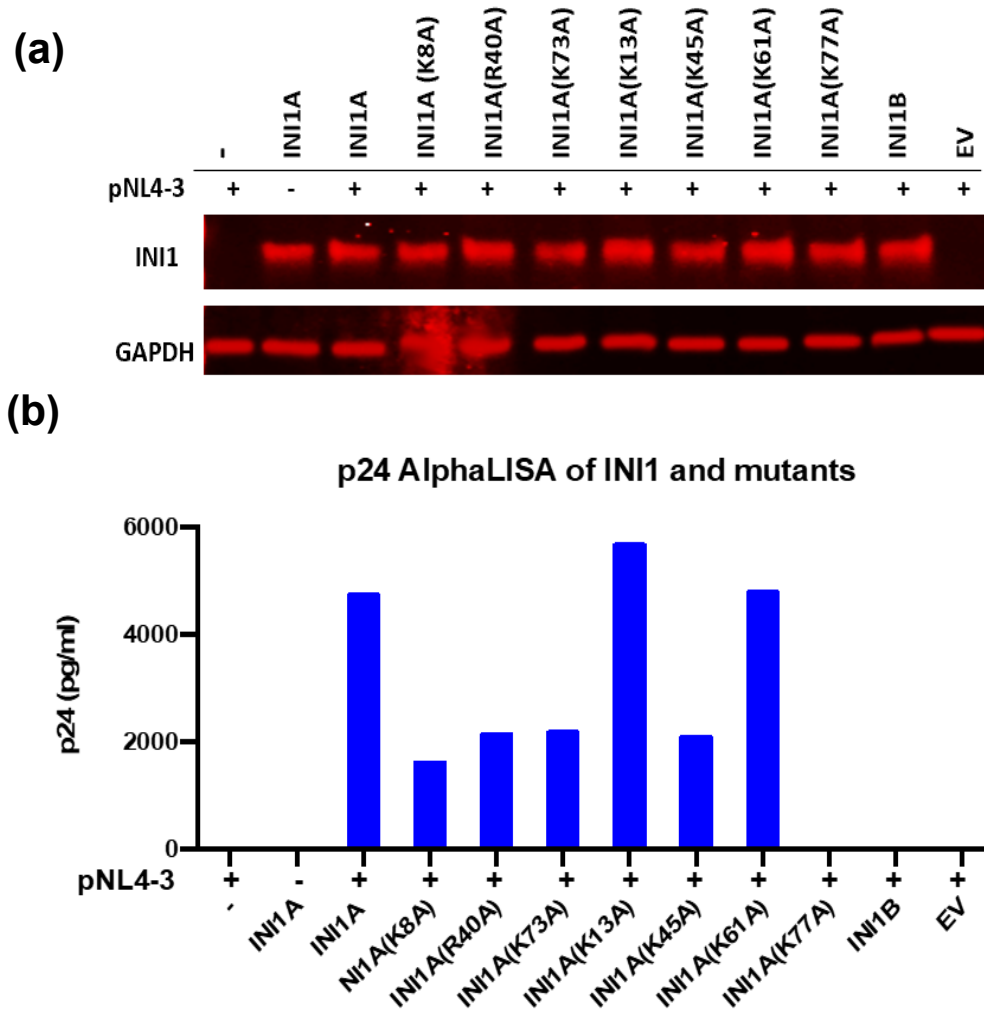 (a)
- INI1A INI1A INI1A (K8A) INI1A(R40A) INI1A(K73A) INI1A(K13A) INI1A(K45A) INI1A(K61A) INI1A(K77A) INI1B EV
pNL4-3 + - + + + + + + + + + +
INI1
GAPDH
(b)
p24 AlphaLISA of INI1 and mutants
p24 (pg/ml)
6000
4000
2000
0
pNL4-3 + - + + + + + + + + + +
- INI1A INI1A NI1A(K8A) INI1A(R40A) INI1A(K73A) INI1A(K13A) INI1A(K45A) INI1A(K61A) INI1A(K77A) INI1B EV